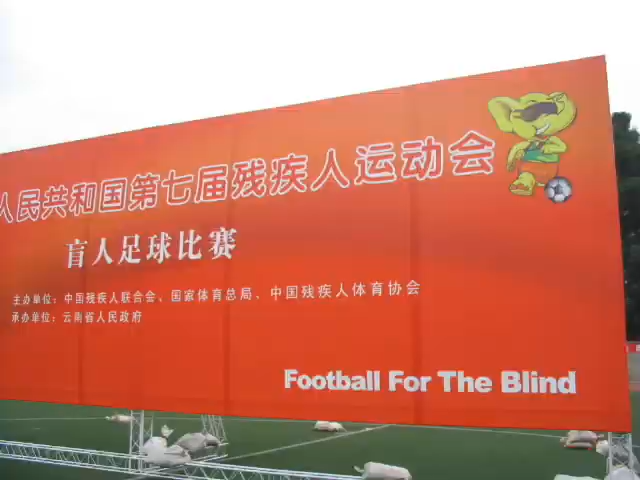 人民共和国第七届残疾人运动会
盲人足球比赛
主办单位：中国残疾人联合会、国家体育总局、中国残疾人体育协会
承办单位：云南省人民政府
Football For The Blind